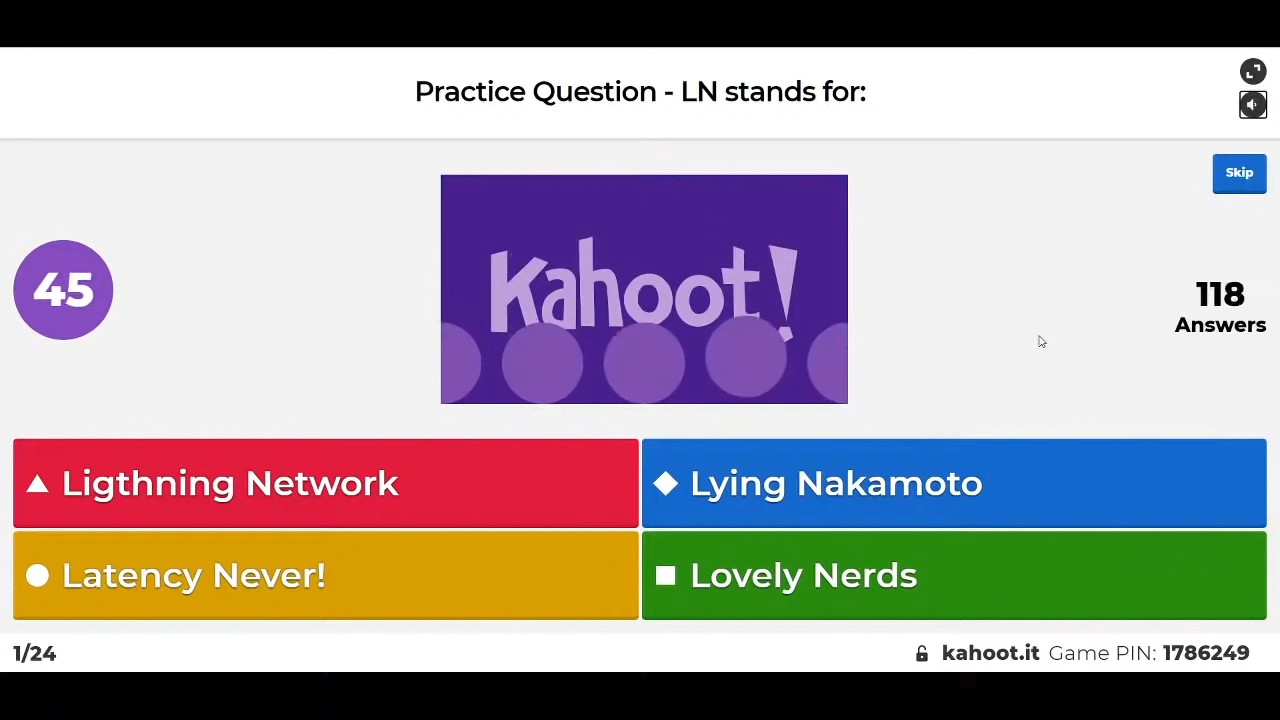 Practice Question - LN stands for:
Skip
Kahoot!
45
118
Answers
Ligthning Network
Lying Nakamoto
Latency Never!
Lovely Nerds
1/24
kahoot.it Game PIN: 1786249